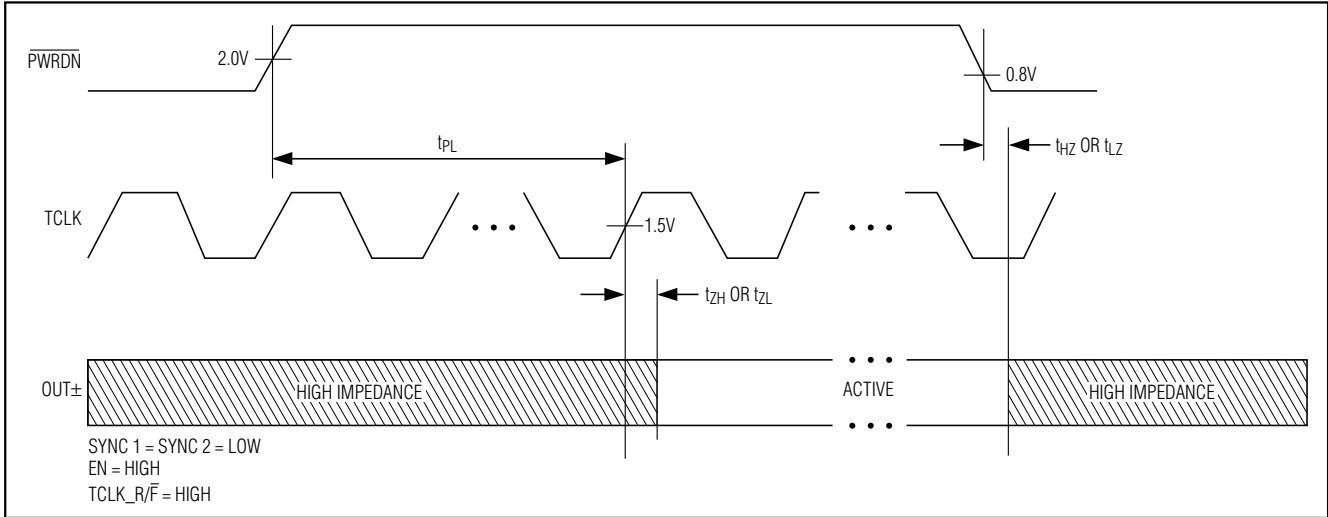 P̅W̅R̅D̅N̅
2.0V
0.8V
tPL
tHZ OR tLZ
TCLK
1.5V
tZH OR tZL
OUT±
HIGH IMPEDANCE
ACTIVE
HIGH IMPEDANCE
SYNC 1 = SYNC 2 = LOW
EN = HIGH
TCLK_R/F̅ = HIGH